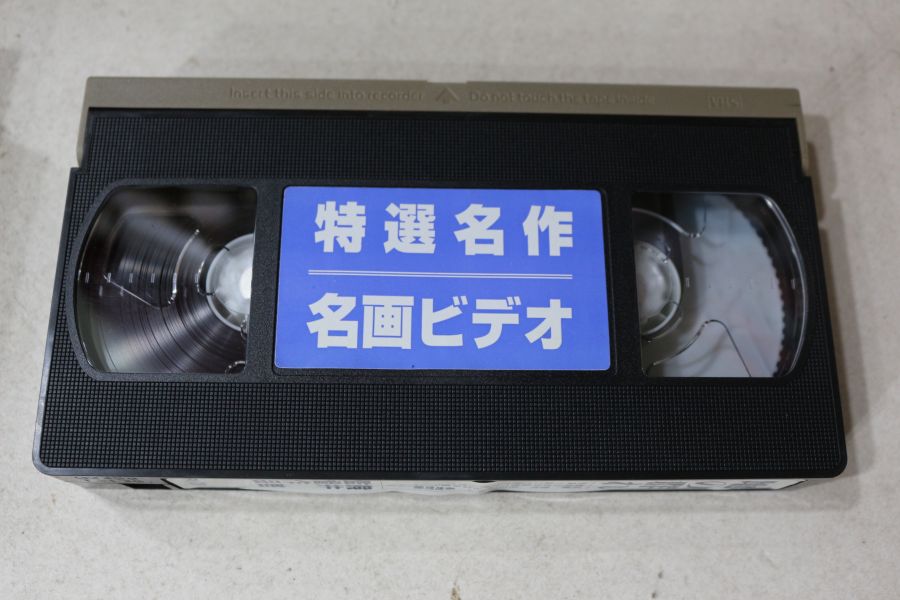 Insert this side into recorder Do not touch the tape inside VHS
特選名作
名画ビデオ